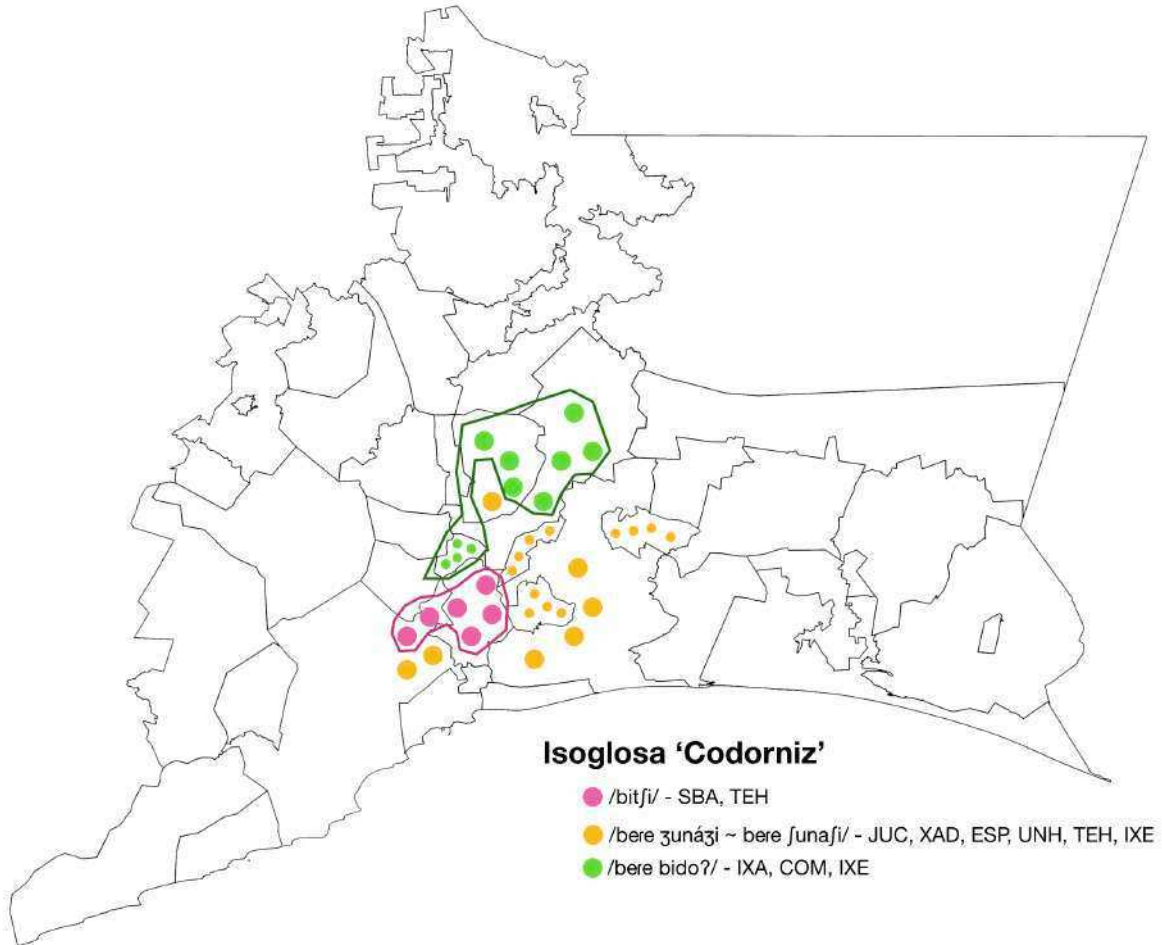 Isoglosa ‘Codorniz’
/bitʃi/ - SBA, TEH
/bere ʒunáʒi ~ bere ʃunaʃi/ - JUC, XAD, ESP, UNH, TEH, IXE
/bere bido?/ - IXA, COM, IXE